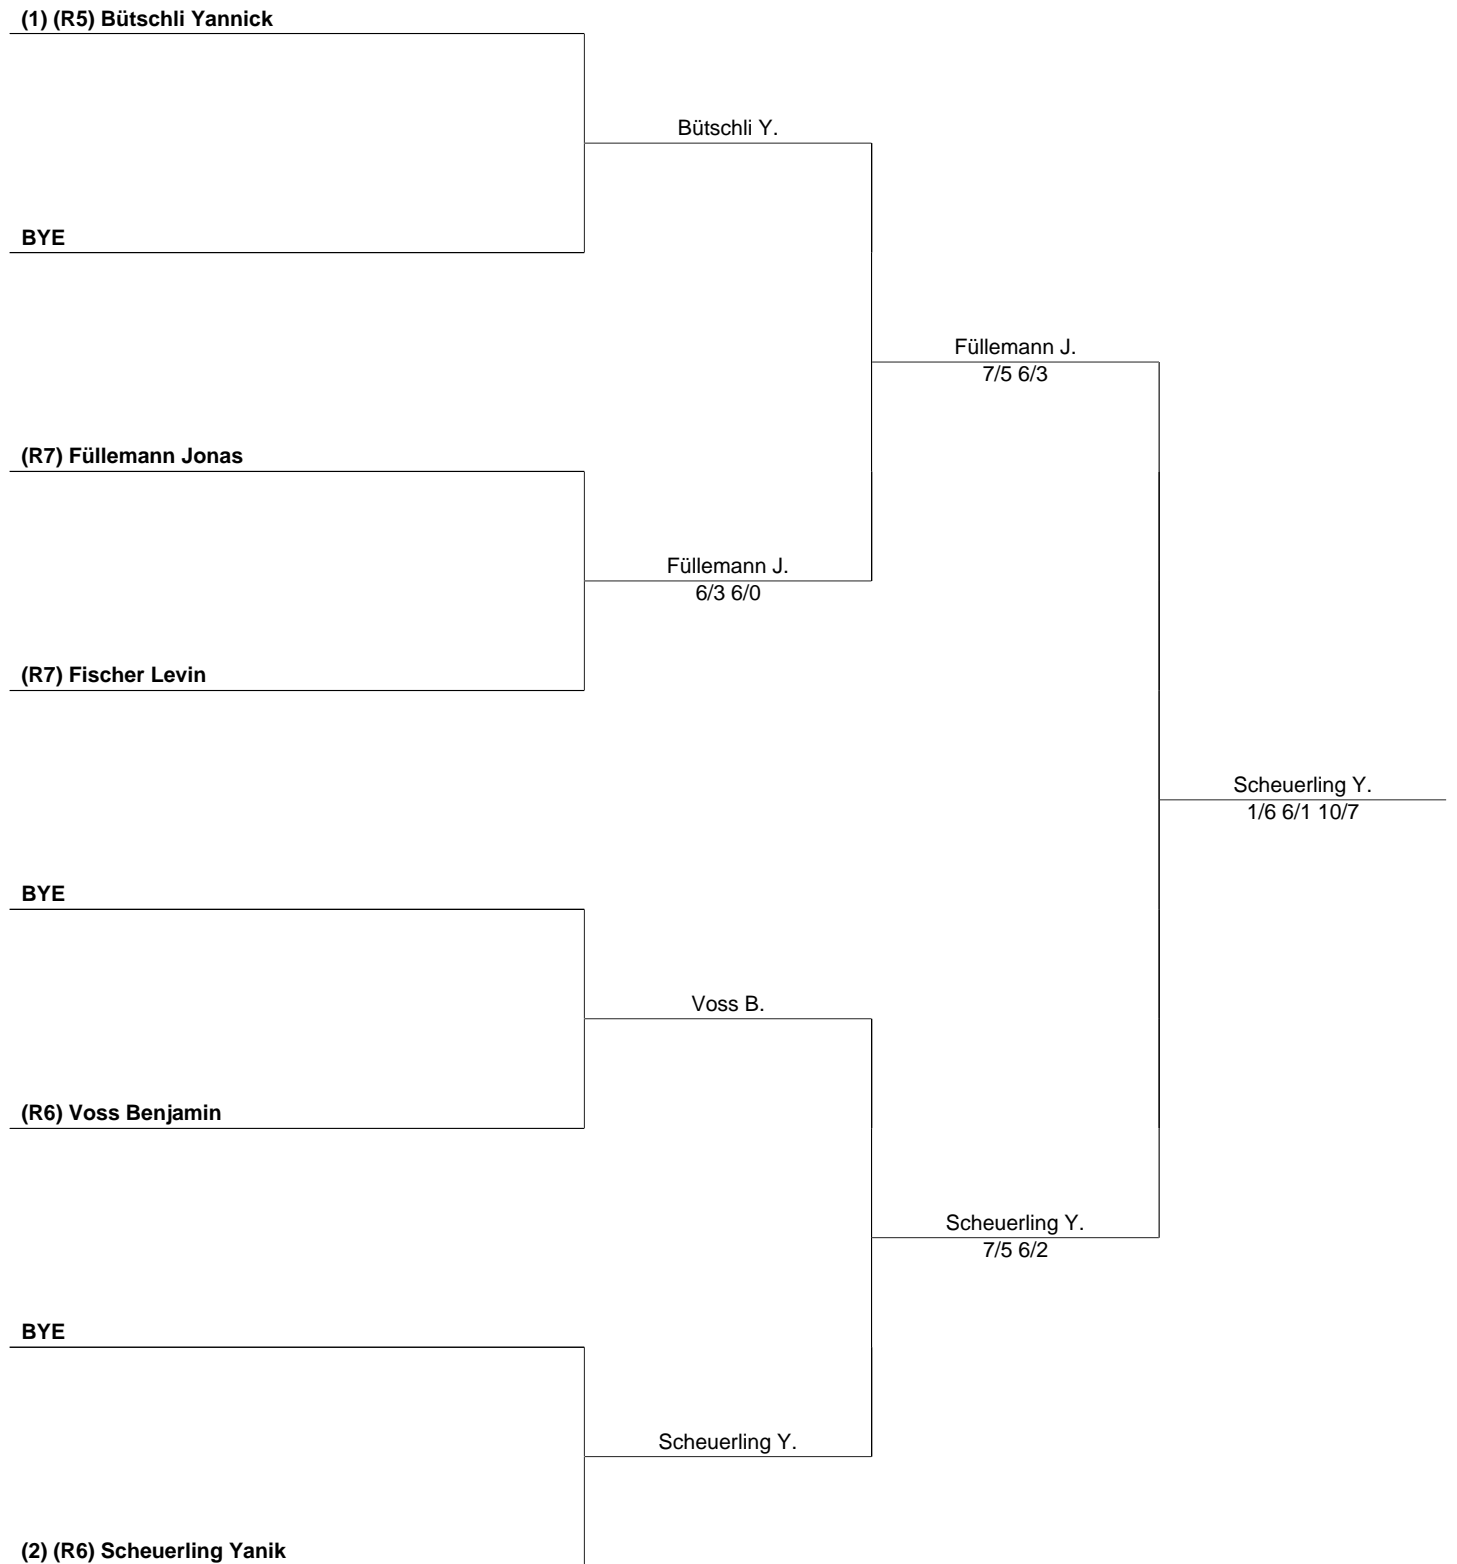 (1) (R5) Bütschli Yannick
Bütschli Y.
BYE
Füllemann J.
7/5 6/3
(R7) Füllemann Jonas
Füllemann J.
6/3 6/0
(R7) Fischer Levin
Scheuerling Y.
1/6 6/1 10/7
BYE
Voss B.
(R6) Voss Benjamin
Scheuerling Y.
7/5 6/2
BYE
Scheuerling Y.
(2) (R6) Scheuerling Yanik